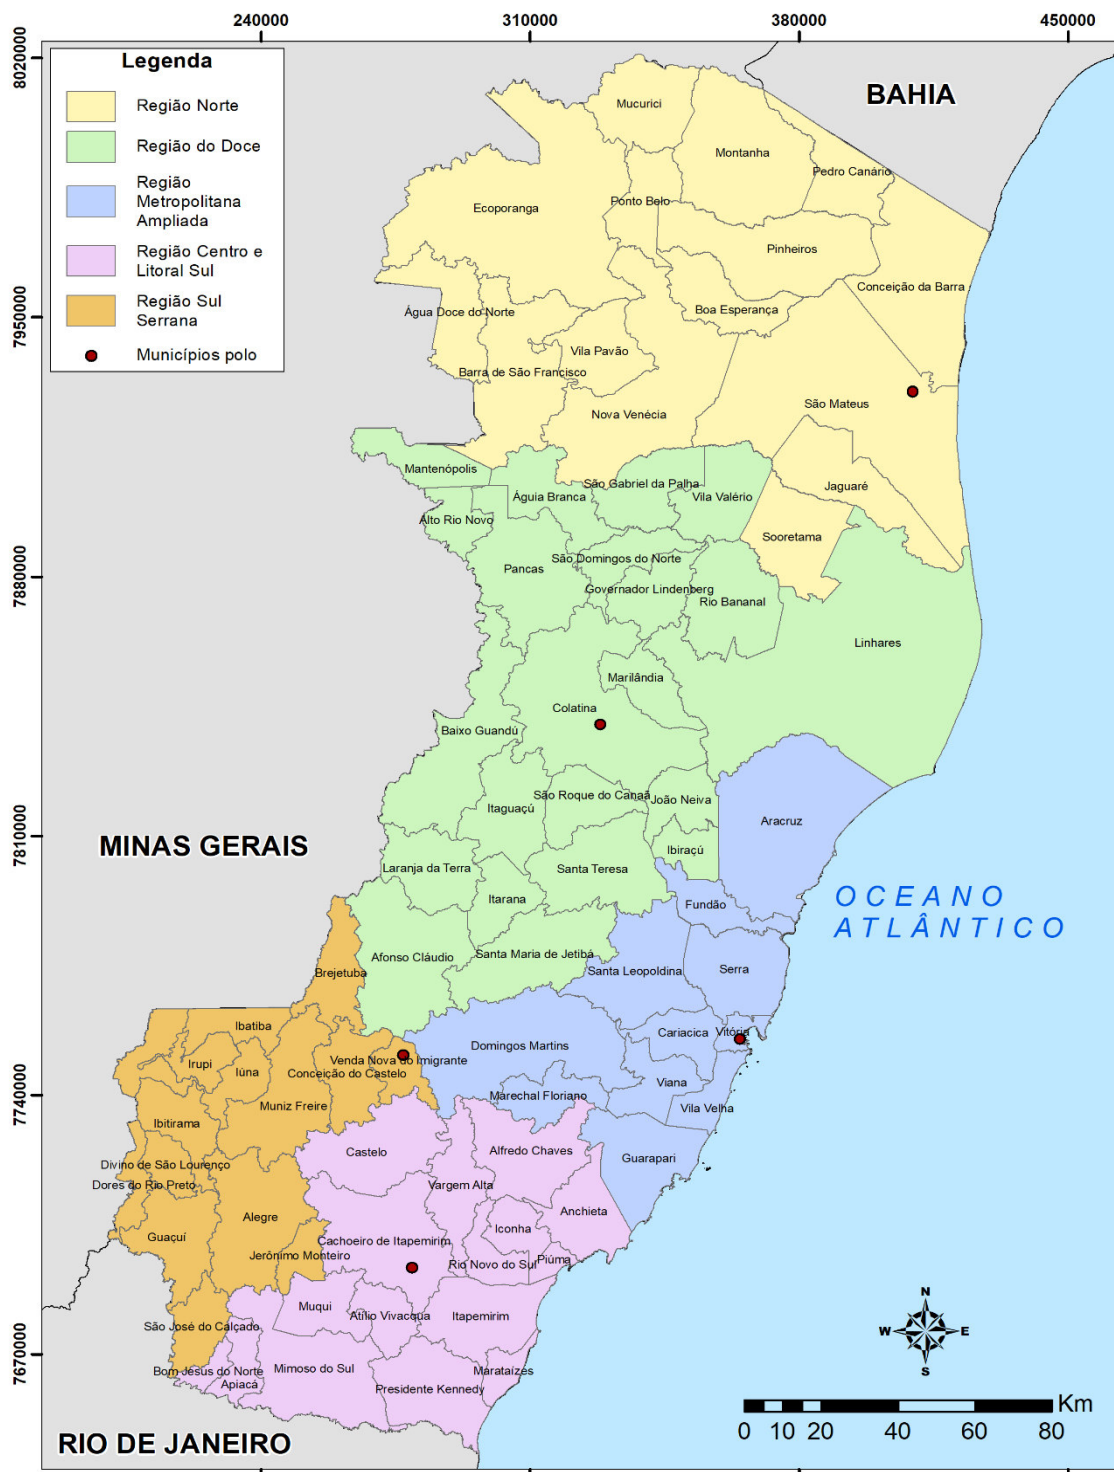 240000
310000
380000
450000
8020000
7950000
7880000
7810000
7740000
7670000
Legenda
Região Norte
Região do Doce
Região
Metropolitana
Ampliada
Região Centro e
Litoral Sul
Região Sul
Serrana
Municípios polo
BAHIA
MINAS GERAIS
RIO DE JANEIRO
OCEANO
ATLÂNTICO
Mucurici
Montanha
Pedro Canário
Ecoporanga
Ponto Belo
Pinheiros
Conceição da Barra
Água Doce do Norte
Boa Esperança
Vila Pavão
Barra de São Francisco
São Mateus
Nova Venécia
Mantenópolis
São Gabriel da Palha
Águia Branca
Vila Valério
Jaguaré
Alto Rio Novo
Sooretama
São Domingos do Norte
Pancas
Governador Lindenberg
Rio Bananal
Linhares
Marilândia
Colatina
Baixo Guandú
São Roque do Canaã
João Neiva
Itaguaçú
Aracruz
Ibiraçú
Laranja da Terra
Santa Teresa
Itarana
Fundão
Santa Maria de Jetibá
Afonso Cláudio
Brejetuba
Santa Leopoldina
Serra
Ibatiba
Cariacica
Vitória
Domingos Martins
Venda Nova do Imigrante
Irupi
Iúna
Conceição do Castelo
Viana
Marechal Floriano
Muniz Freire
Vila Velha
Ibitirama
Castelo
Alfredo Chaves
Guarapari
Divino de São Lourenço
Dores do Rio Preto
Vargem Alta
Anchieta
Alegre
Iconha
Guaçuí
Cachoeiro de Itapemirim
Jerônimo Monteiro
Rio Novo do Sul
Piúma
Muqui
Atílio Vivacqua
Itapemirim
São José do Calçado
Bom Jesus do Norte
Mimoso do Sul
Marataízes
Apiacá
Presidente Kennedy
N
W
E
S
Km
0 10 20 40 60 80